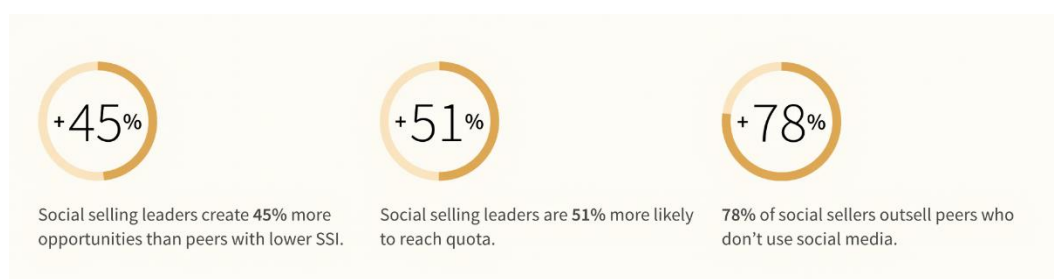 +45%
Social selling leaders create 45% more
opportunities than peers with lower SSI.
+51%
Social selling leaders are 51% more likely
to reach quota.
+78%
78% of social sellers outsell peers who
don’t use social media.